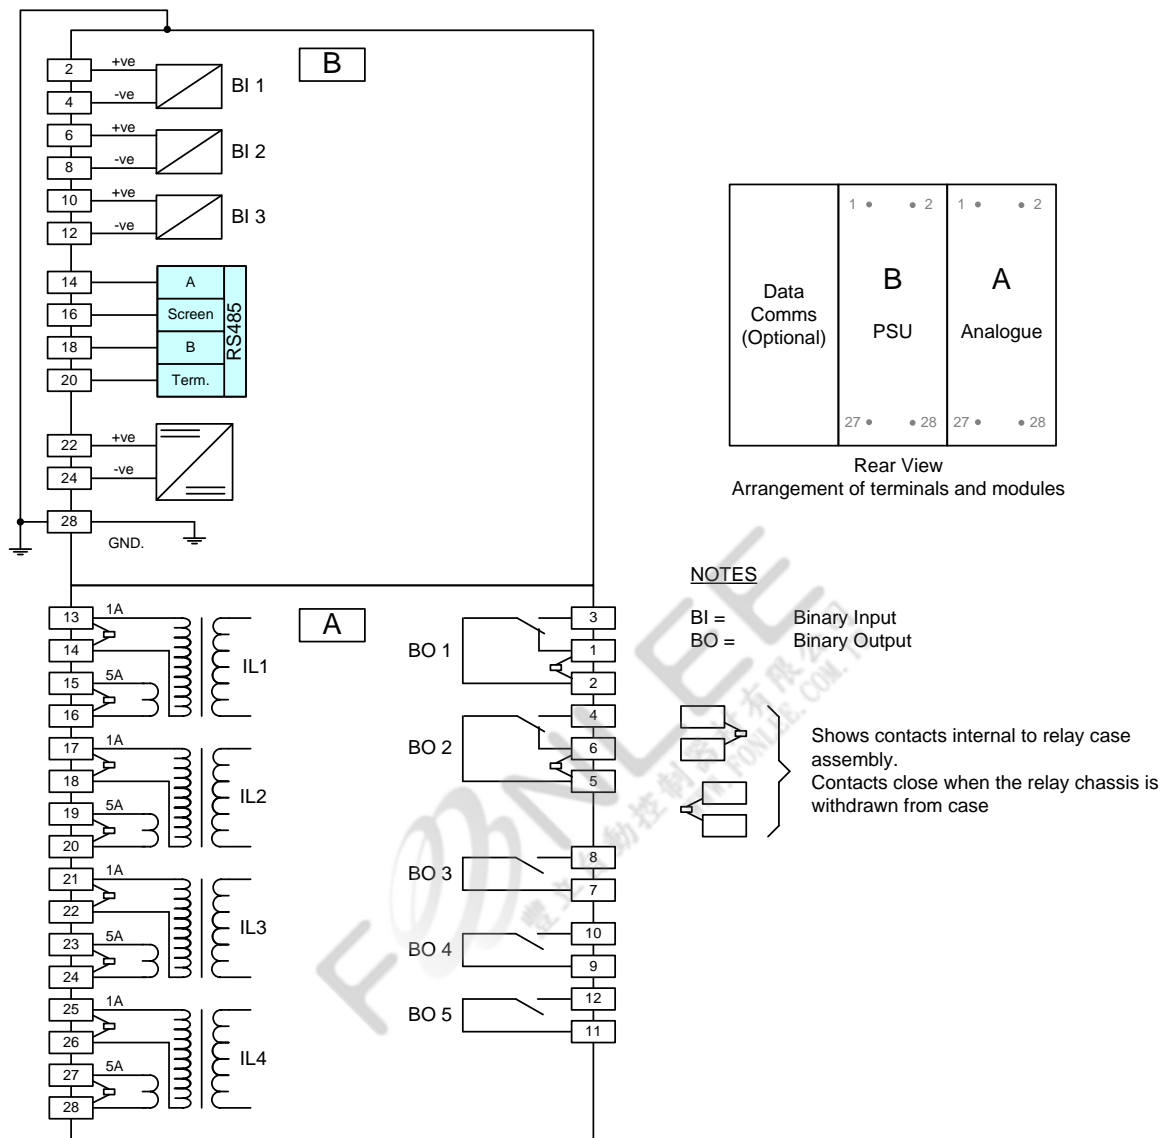 B
2 +ve
4 -ve
BI 1
6 +ve
8 -ve
BI 2
10 +ve
12 -ve
BI 3
14 A
16 Screen
18 B
20 Term.
RS485
22 +ve
24 -ve
28
GND.
A
13 1A
14
15 5A
16
IL1
17 1A
18
19 5A
20
IL2
21 1A
22
23 5A
24
IL3
25 1A
26
27 5A
28
IL4
BO 1
3
1
2
BO 2
4
6
5
BO 3
8
7
BO 4
10
9
BO 5
12
11
Data
Comms
(Optional)
1 2
B
PSU
27 28
1 2
A
Analogue
27 28
Rear View
Arrangement of terminals and modules
NOTES
BI = Binary Input
BO = Binary Output
Shows contacts internal to relay case
assembly.
Contacts close when the relay chassis is
withdrawn from case
FONLEE